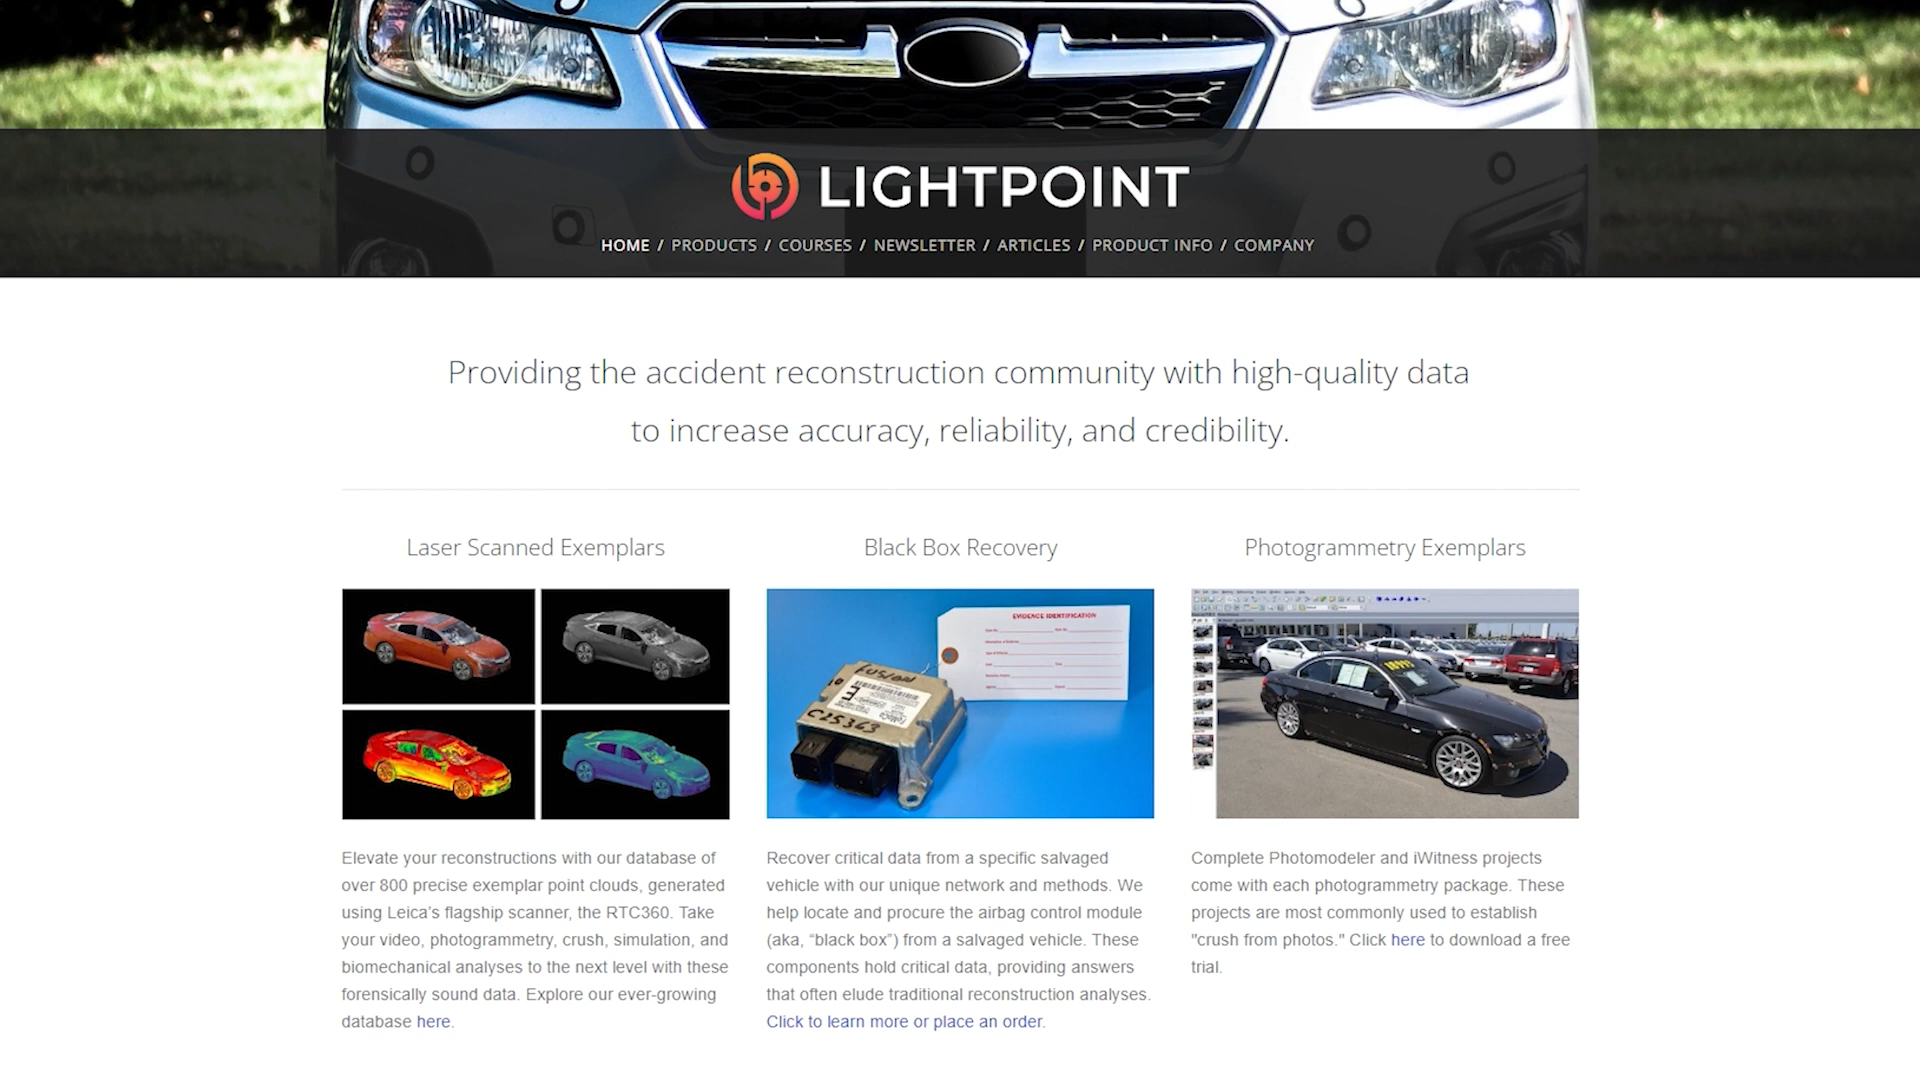 LIGHTPOINT
HOME / PRODUCTS / COURSES / NEWSLETTER / ARTICLES / PRODUCT INFO / COMPANY
Providing the accident reconstruction community with high-quality data
to increase accuracy, reliability, and credibility.
Laser Scanned Exemplars
Elevate your reconstructions with our database of
over 800 precise exemplar point clouds, generated
using Leica’s flagship scanner, the RTC360. Take
your video, photogrammetry, crush, simulation, and
biomechanical analyses to the next level with these
forensically sound data. Explore our ever-growing
database here.
Black Box Recovery
EVIDENCE IDENTIFICATION
FUSION
C25363
Recover critical data from a specific salvaged
vehicle with our unique network and methods. We
help locate and procure the airbag control module
(aka, “black box”) from a salvaged vehicle. These
components hold critical data, providing answers
that often elude traditional reconstruction analyses.
Click to learn more or place an order.
Photogrammetry Exemplars
Complete Photomodeler and iWitness projects
come with each photogrammetry package. These
projects are most commonly used to establish
"crush from photos." Click here to download a free
trial.